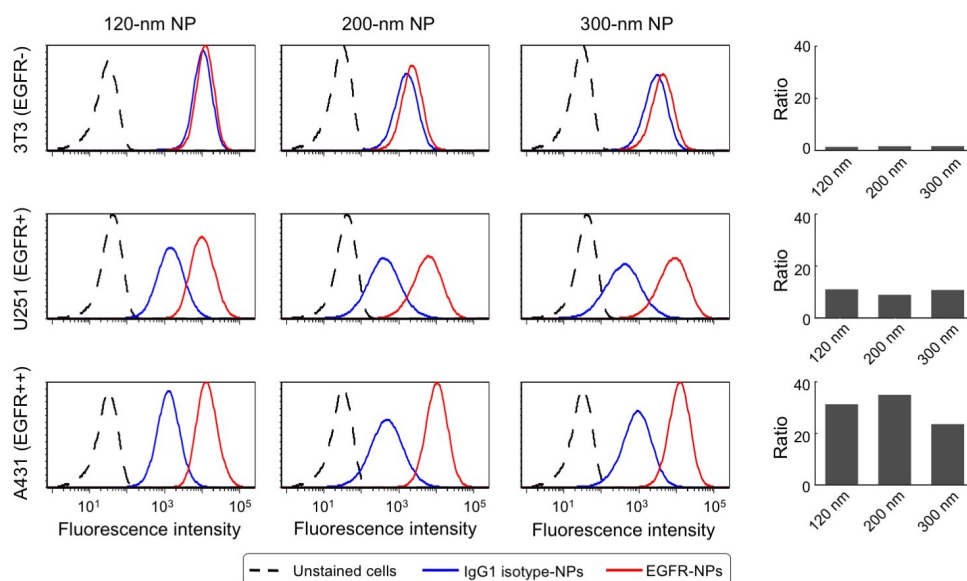 120-nm NP 200-nm NP 300-nm NP
3T3 (EGFR-)
Ratio
40
20
0
120 nm 200 nm 300 nm
U251 (EGFR+)
Ratio
40
20
0
120 nm 200 nm 300 nm
A431 (EGFR++)
Ratio
40
20
0
120 nm 200 nm 300 nm
10¹ 10³ 10⁵ 10¹ 10³ 10⁵ 10¹ 10³ 10⁵
Fluorescence intensity Fluorescence intensity Fluorescence intensity
Unstained cells IgG1 isotype-NPs EGFR-NPs